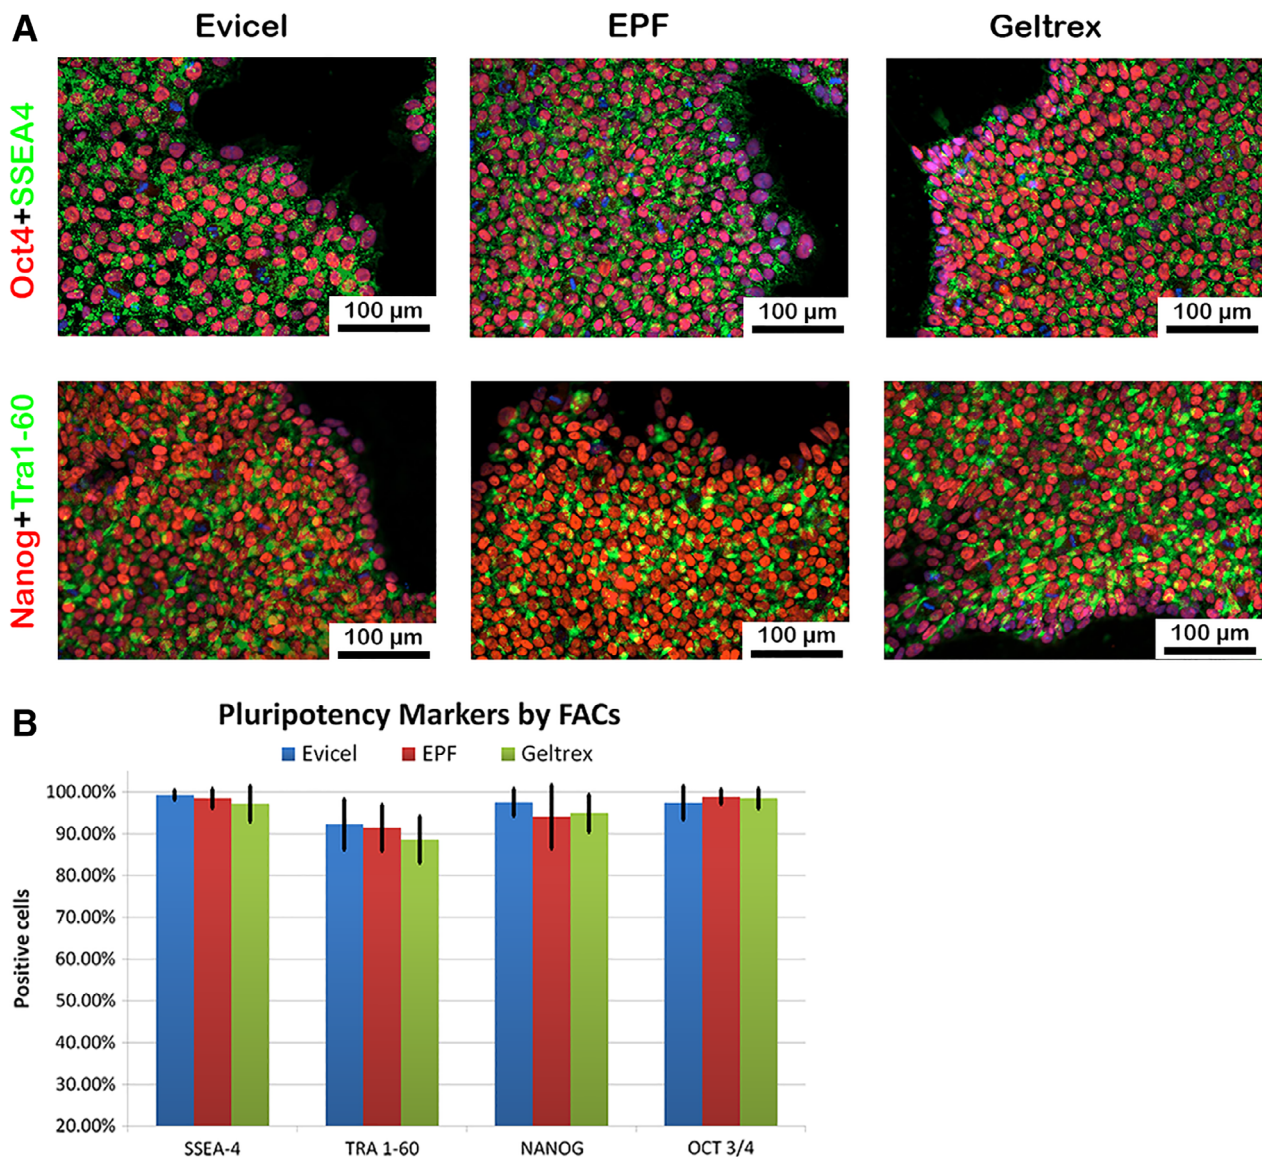 A
Evicel EPF Geltrex
Oct4+SSEA4
100 µm 100 µm 100 µm
Nanog+Tra1-60
100 µm 100 µm 100 µm
B
Pluripotency Markers by FACs
Evicel EPF Geltrex
Positive cells
100.00%
90.00%
80.00%
70.00%
60.00%
50.00%
40.00%
30.00%
20.00%
SSEA-4 TRA 1-60 NANOG OCT 3/4